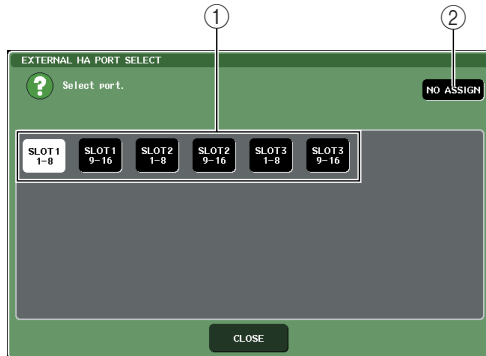 ① ②
EXTERNAL HA PORT SELECT
Select port.
NO ASSIGN
SLOT1 1-8
SLOT1 9-16
SLOT2 1-8
SLOT2 9-16
SLOT3 1-8
SLOT3 9-16
CLOSE